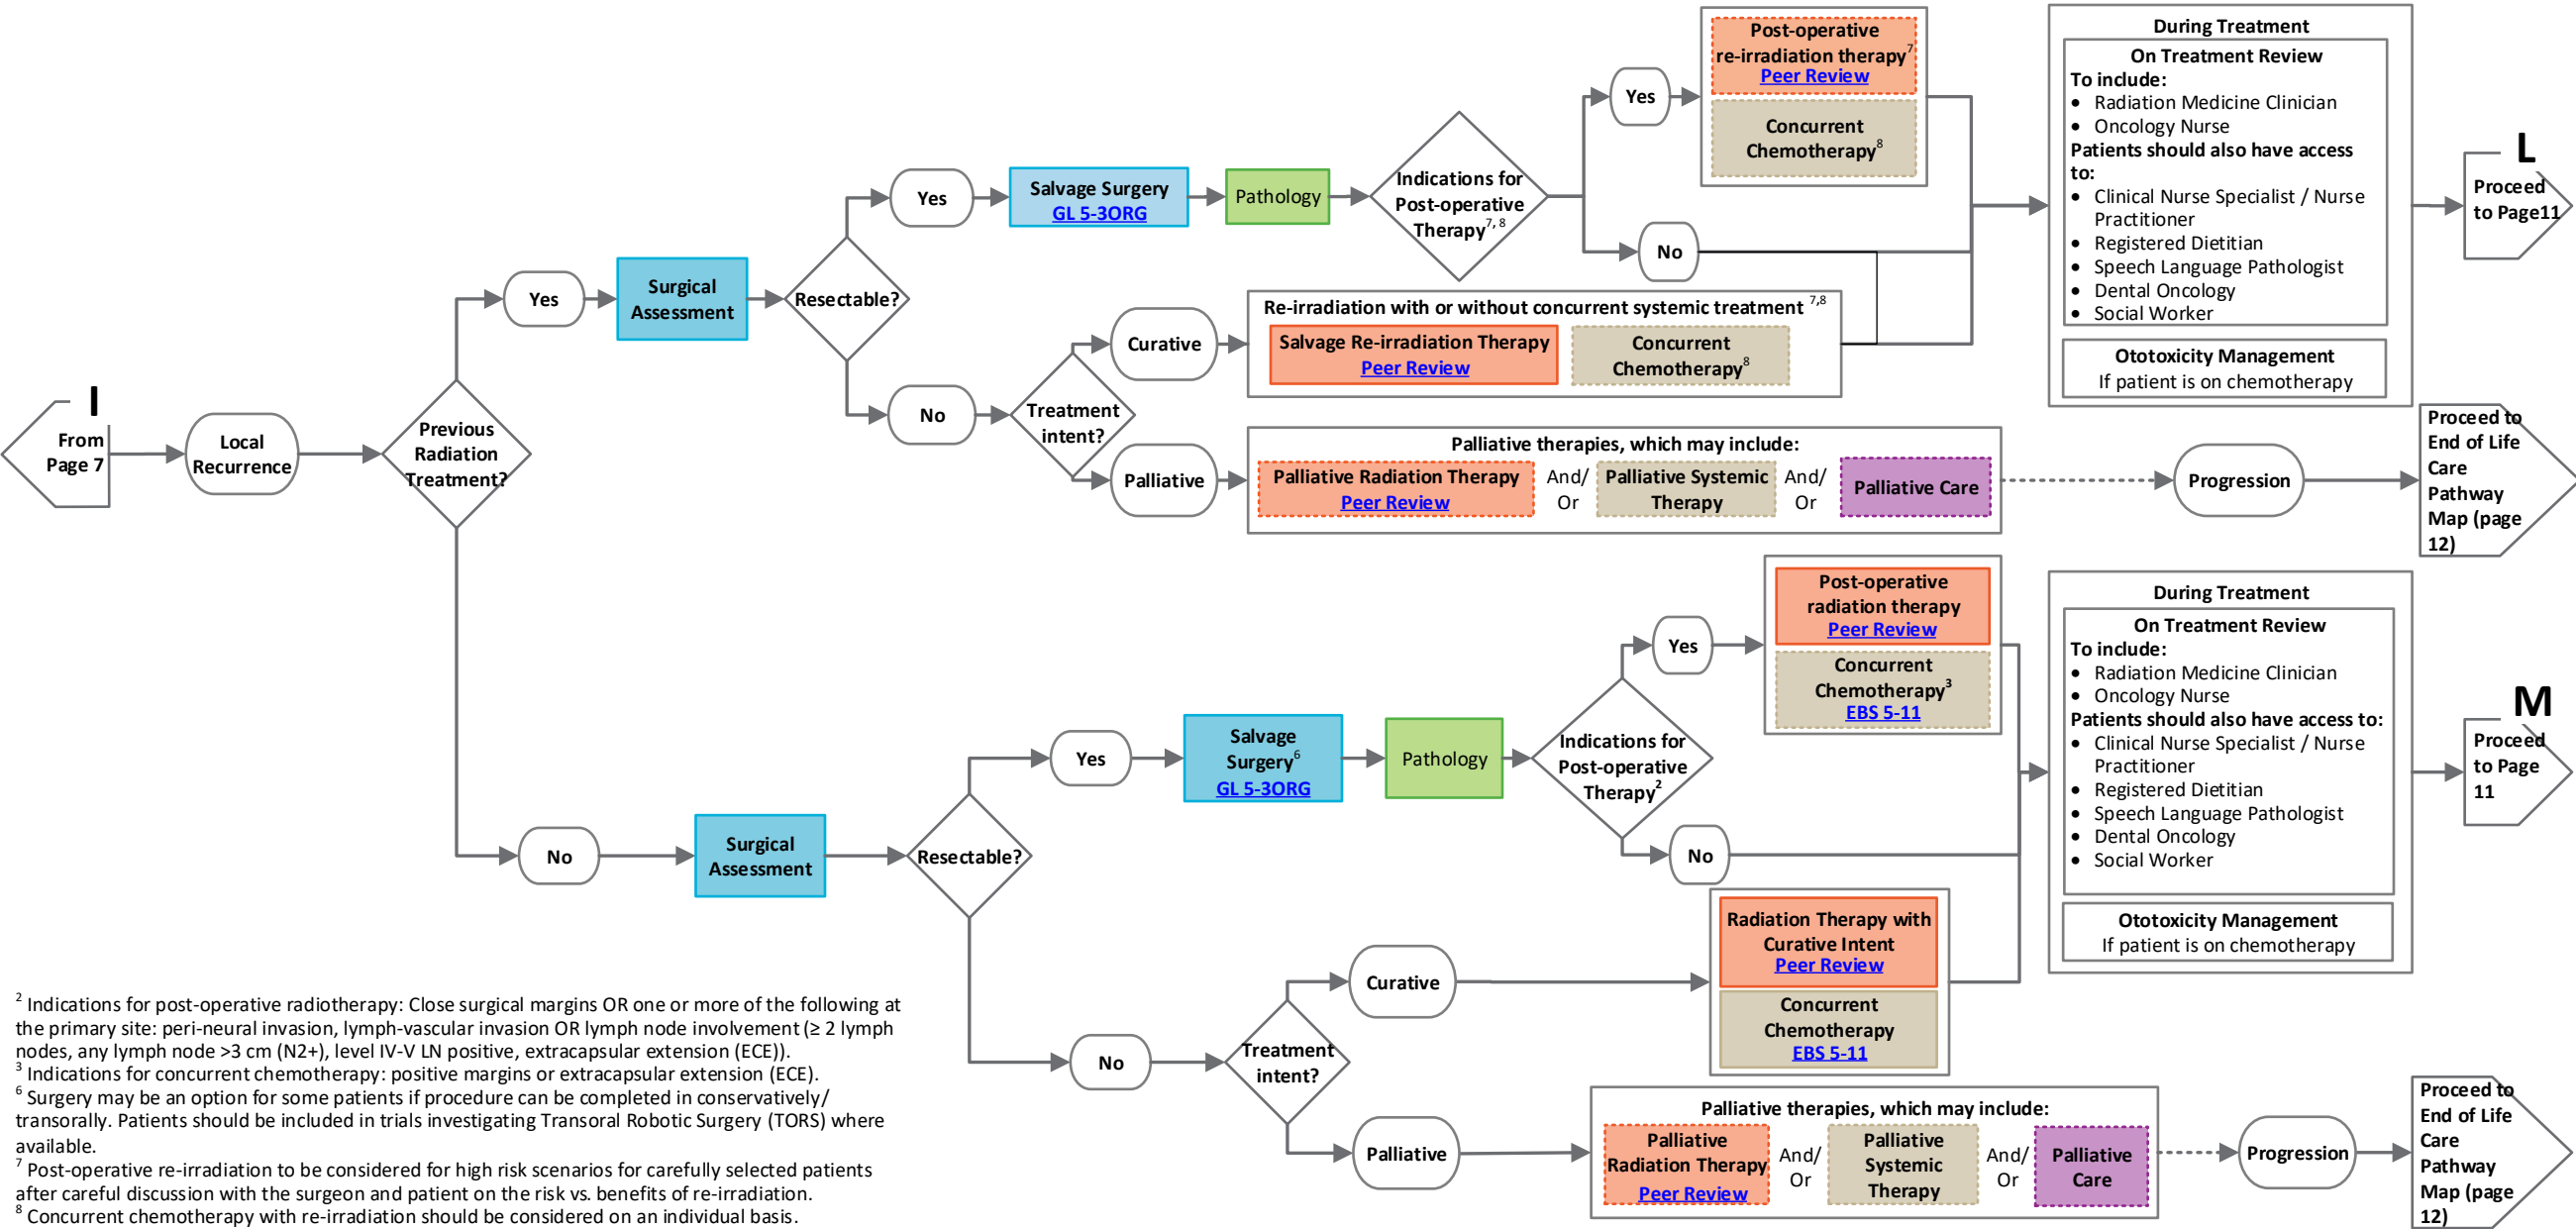 I
From
Page 7
Local
Recurrence
Previous
Radiation
Treatment?
Yes
Surgical
Assessment
Resectable?
Yes
Salvage Surgery
GL 5-3ORG
Pathology
Indications for
Post-operative
Therapy7, 8
Yes
Post-operative
re-irradiation therapy7
Peer Review
Concurrent
Chemotherapy8
No
No
Treatment
intent?
Curative
Re-irradiation with or without concurrent systemic treatment 7,8
Salvage Re-irradiation Therapy
Peer Review
Concurrent
Chemotherapy8
Palliative
Palliative therapies, which may include:
Palliative Radiation Therapy
Peer Review
And/
Or
Palliative Systemic
Therapy
And/
Or
Palliative Care
Progression
Proceed to
End of Life
Care
Pathway
Map (page
12)
During Treatment
On Treatment Review
To include:
• Radiation Medicine Clinician
• Oncology Nurse
Patients should also have access
to:
• Clinical Nurse Specialist / Nurse
Practitioner
• Registered Dietitian
• Speech Language Pathologist
• Dental Oncology
• Social Worker
Ototoxicity Management
If patient is on chemotherapy
L
Proceed
to Page11
No
Surgical
Assessment
Resectable?
Yes
Salvage
Surgery6
GL 5-3ORG
Pathology
Indications for
Post-operative
Therapy2
Yes
Post-operative
radiation therapy
Peer Review
Concurrent
Chemotherapy3
EBS 5-11
No
No
Treatment
intent?
Curative
Radiation Therapy with
Curative Intent
Peer Review
Concurrent
Chemotherapy
EBS 5-11
Palliative
Palliative therapies, which may include:
Palliative
Radiation Therapy
Peer Review
And/
Or
Palliative
Systemic
Therapy
And/
Or
Palliative
Care
Progression
Proceed to
End of Life
Care
Pathway
Map (page
12)
During Treatment
On Treatment Review
To include:
• Radiation Medicine Clinician
• Oncology Nurse
Patients should also have access to:
• Clinical Nurse Specialist / Nurse
Practitioner
• Registered Dietitian
• Speech Language Pathologist
• Dental Oncology
• Social Worker
Ototoxicity Management
If patient is on chemotherapy
M
Proceed
to Page
11
2 Indications for post-operative radiotherapy: Close surgical margins OR one or more of the following at
the primary site: peri-neural invasion, lymph-vascular invasion OR lymph node involvement (≥ 2 lymph
nodes, any lymph node >3 cm (N2+), level IV-V LN positive, extracapsular extension (ECE)).
3 Indications for concurrent chemotherapy: positive margins or extracapsular extension (ECE).
6 Surgery may be an option for some patients if procedure can be completed in conservatively/
transorally. Patients should be included in trials investigating Transoral Robotic Surgery (TORS) where
available.
7 Post-operative re-irradiation to be considered for high risk scenarios for carefully selected patients
after careful discussion with the surgeon and patient on the risk vs. benefits of re-irradiation.
8 Concurrent chemotherapy with re-irradiation should be considered on an individual basis.